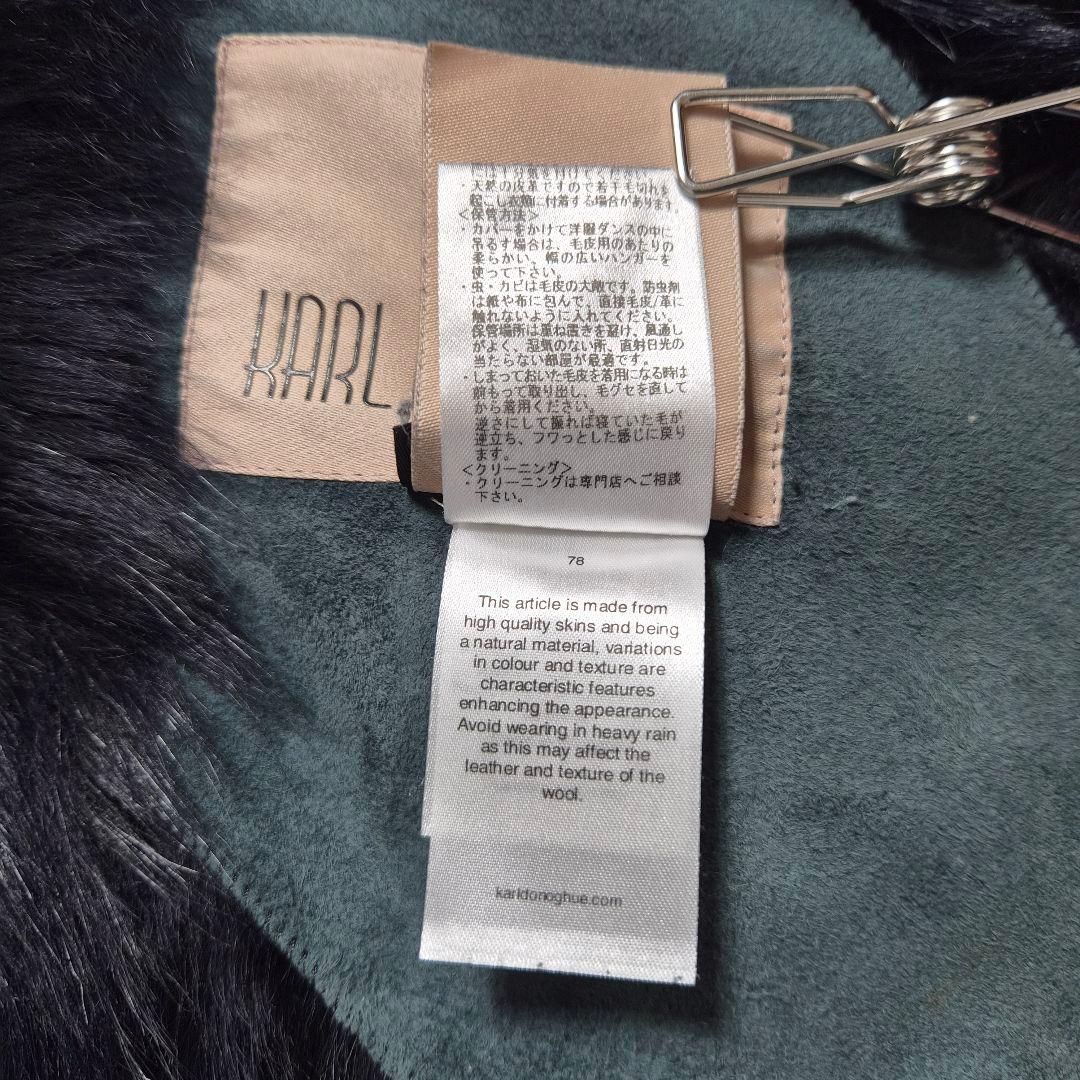 KARL
・天然の皮革ですので若干毛切れを
起こし衣類に付着する場合があります。
＜保管方法＞
・カバーをかけて洋服ダンスの中に
吊るす場合は、毛皮用のあたりの
柔らかい、幅の広いハンガーを
使って下さい。
・虫・カビは毛皮の大敵です。防虫剤
は紙や布に包んで、直接毛皮/革に
触れないように入れてください。
保管場所は重ね置きを避け、風通し
がよく、湿気のない所、直射日光の
当たらない部屋が最適です。
・しまっておいた毛皮を着用になる時は
前もって取り出し、毛グセを直して
から着用ください。
逆さにして振れば寝ていた毛が
逆立ち、フワっとした感じに戻り
ます。
＜クリーニング＞
・クリーニングは専門店へご相談
下さい。
78
This article is made from
high quality skins and being
a natural material, variations
in colour and texture are
characteristic features
enhancing the appearance.
Avoid wearing in heavy rain
as this may affect the
leather and texture of the
wool.
karldonoghue.com